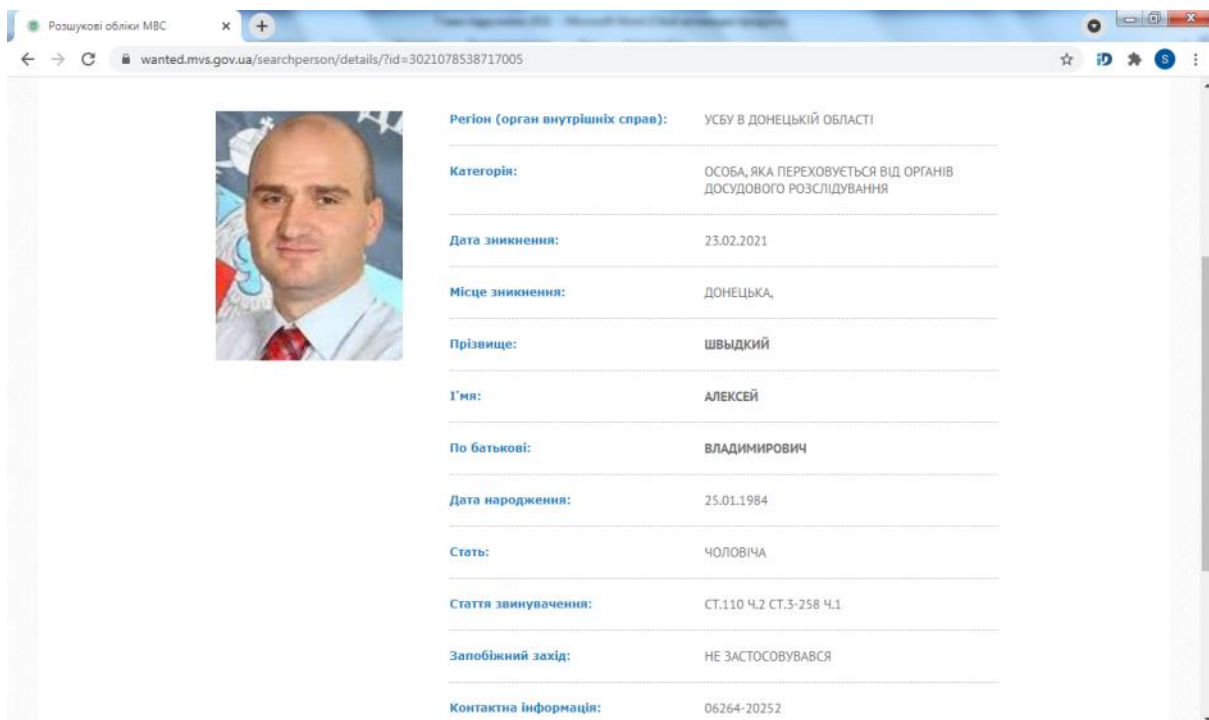 Розшукові обліки МВС
wanted.mvs.gov.ua/searchperson/details/?id=3021078538717005
Регіон (орган внутрішніх справ): УСБУ В ДОНЕЦЬКІЙ ОБЛАСТІ
Категорія: ОСОБА, ЯКА ПЕРЕХОВУЄТЬСЯ ВІД ОРГАНІВ
ДОСУДОВОГО РОЗСЛІДУВАННЯ
Дата зникнення: 23.02.2021
Місце зникнення: ДОНЕЦЬКА,
Прізвище: ШВЫДКИЙ
Ім'мя: АЛЕКСЕЙ
По батькові: ВЛАДИМИРОВИЧ
Дата народження: 25.01.1984
Стать: ЧОЛОВІЧА
Стаття звинувачення: СТ.110 Ч.2 СТ.3-258 Ч.1
Запобіжний захід: НЕ ЗАСТОСОВУВАВСЯ
Контактна інформація: 06264-20252